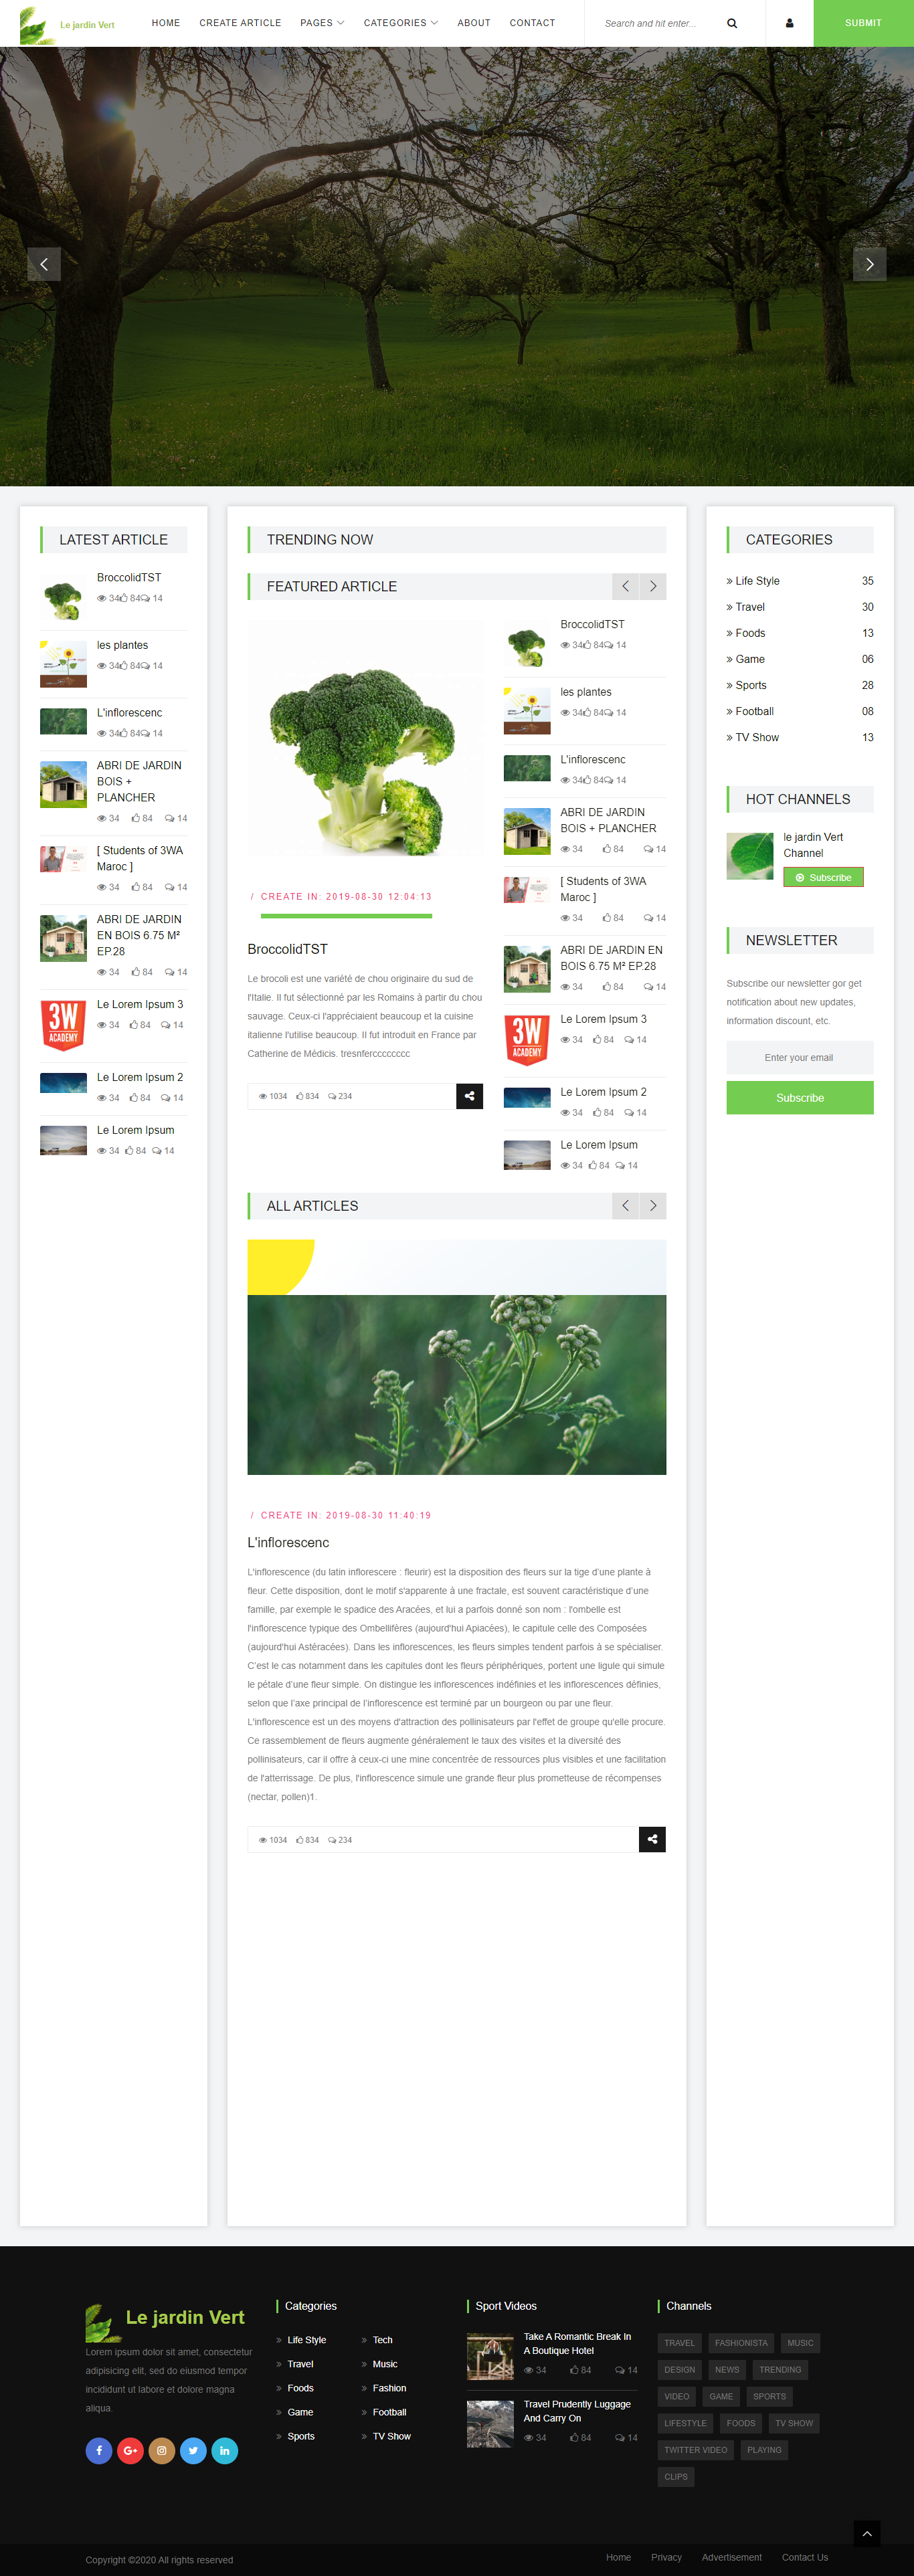 Le jardin Vert
HOME
CREATE ARTICLE
PAGES
CATEGORIES
ABOUT
CONTACT
Search and hit enter...
SUBMIT
LATEST ARTICLE
BroccolidTST
34 84 14
les plantes
34 84 14
L'inflorescenc
34 84 14
ABRI DE JARDIN
BOIS +
PLANCHER
34 84 14
[ Students of 3WA
Maroc ]
34 84 14
ABRI DE JARDIN
EN BOIS 6.75 M²
EP.28
34 84 14
3W
ACADEMY
Le Lorem Ipsum 3
34 84 14
Le Lorem Ipsum 2
34 84 14
Le Lorem Ipsum
34 84 14
TRENDING NOW
FEATURED ARTICLE
/ CREATE IN: 2019-08-30 12:04:13
BroccolidTST
Le brocoli est une variété de chou originaire du sud de
l'Italie. Il fut sélectionné par les Romains à partir du chou
sauvage. Ceux-ci l'appréciaient beaucoup et la cuisine
italienne l'utilise beaucoup. Il fut introduit en France par
Catherine de Médicis. tresnferccccccccc
1034 834 234
BroccolidTST
34 84 14
les plantes
34 84 14
L'inflorescenc
34 84 14
ABRI DE JARDIN
BOIS + PLANCHER
34 84 14
[ Students of 3WA
Maroc ]
34 84 14
ABRI DE JARDIN EN
BOIS 6.75 M² EP.28
34 84 14
3W
ACADEMY
Le Lorem Ipsum 3
34 84 14
Le Lorem Ipsum 2
34 84 14
Le Lorem Ipsum
34 84 14
ALL ARTICLES
/ CREATE IN: 2019-08-30 11:40:19
L'inflorescenc
L'inflorescence (du latin inflorescere : fleurir) est la disposition des fleurs sur la tige d'une plante à
fleur. Cette disposition, dont le motif s'apparente à une fractale, est souvent caractéristique d'une
famille, par exemple le spadice des Aracées, et lui a parfois donné son nom : l'ombelle est
l'inflorescence typique des Ombellifères (aujourd'hui Apiacées), le capitule celle des Composées
(aujourd'hui Astéracées). Dans les inflorescences, les fleurs simples tendent parfois à se spécialiser.
C'est le cas notamment dans les capitules dont les fleurs périphériques, portent une ligule qui simule
le pétale d'une fleur simple. On distingue les inflorescences indéfinies et les inflorescences définies,
selon que l'axe principal de l'inflorescence est terminé par un bourgeon ou par une fleur.
L'inflorescence est un des moyens d'attraction des pollinisateurs par l'effet de groupe qu'elle procure.
Ce rassemblement de fleurs augmente généralement le taux des visites et la diversité des
pollinisateurs, car il offre à ceux-ci une mine concentrée de ressources plus visibles et une facilitation
de l'atterrissage. De plus, l'inflorescence simule une grande fleur plus prometteuse de récompenses
(nectar, pollen)1.
1034 834 234
CATEGORIES
» Life Style 35
» Travel 30
» Foods 13
» Game 06
» Sports 28
» Football 08
» TV Show 13
HOT CHANNELS
le jardin Vert
Channel
Subscribe
NEWSLETTER
Subscribe our newsletter gor get
notification about new updates,
information discount, etc.
Enter your email
Subscribe
Le jardin Vert
Lorem ipsum dolor sit amet, consectetur
adipisicing elit, sed do eiusmod tempor
incididunt ut labore et dolore magna
aliqua.
Categories
» Life Style
» Travel
» Foods
» Game
» Sports
» Tech
» Music
» Fashion
» Football
» TV Show
Sport Videos
Take A Romantic Break In
A Boutique Hotel
34 84 14
Travel Prudently Luggage
And Carry On
34 84 14
Channels
TRAVEL FASHIONISTA MUSIC
DESIGN NEWS TRENDING
VIDEO GAME SPORTS
LIFESTYLE FOODS TV SHOW
TWITTER VIDEO PLAYING
CLIPS
Copyright ©2020 All rights reserved
Home Privacy Advertisement Contact Us